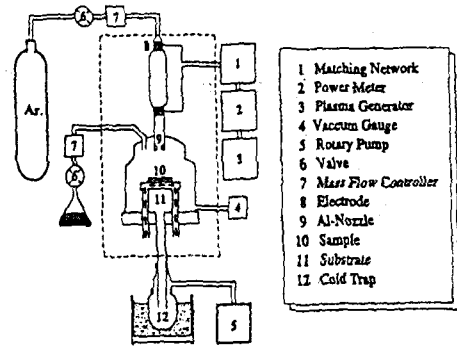 6
7
8
Ar.
1
2
3
7
6
9
10
11
4
12
5
1 Matching Network
2 Power Meter
3 Plasma Generator
4 Vaccum Gauge
5 Rotary Pump
6 Valve
7 Mass Flow Controller
8 Electrode
9 Al-Nozzle
10 Sample
11 Substrate
12 Cold Trap